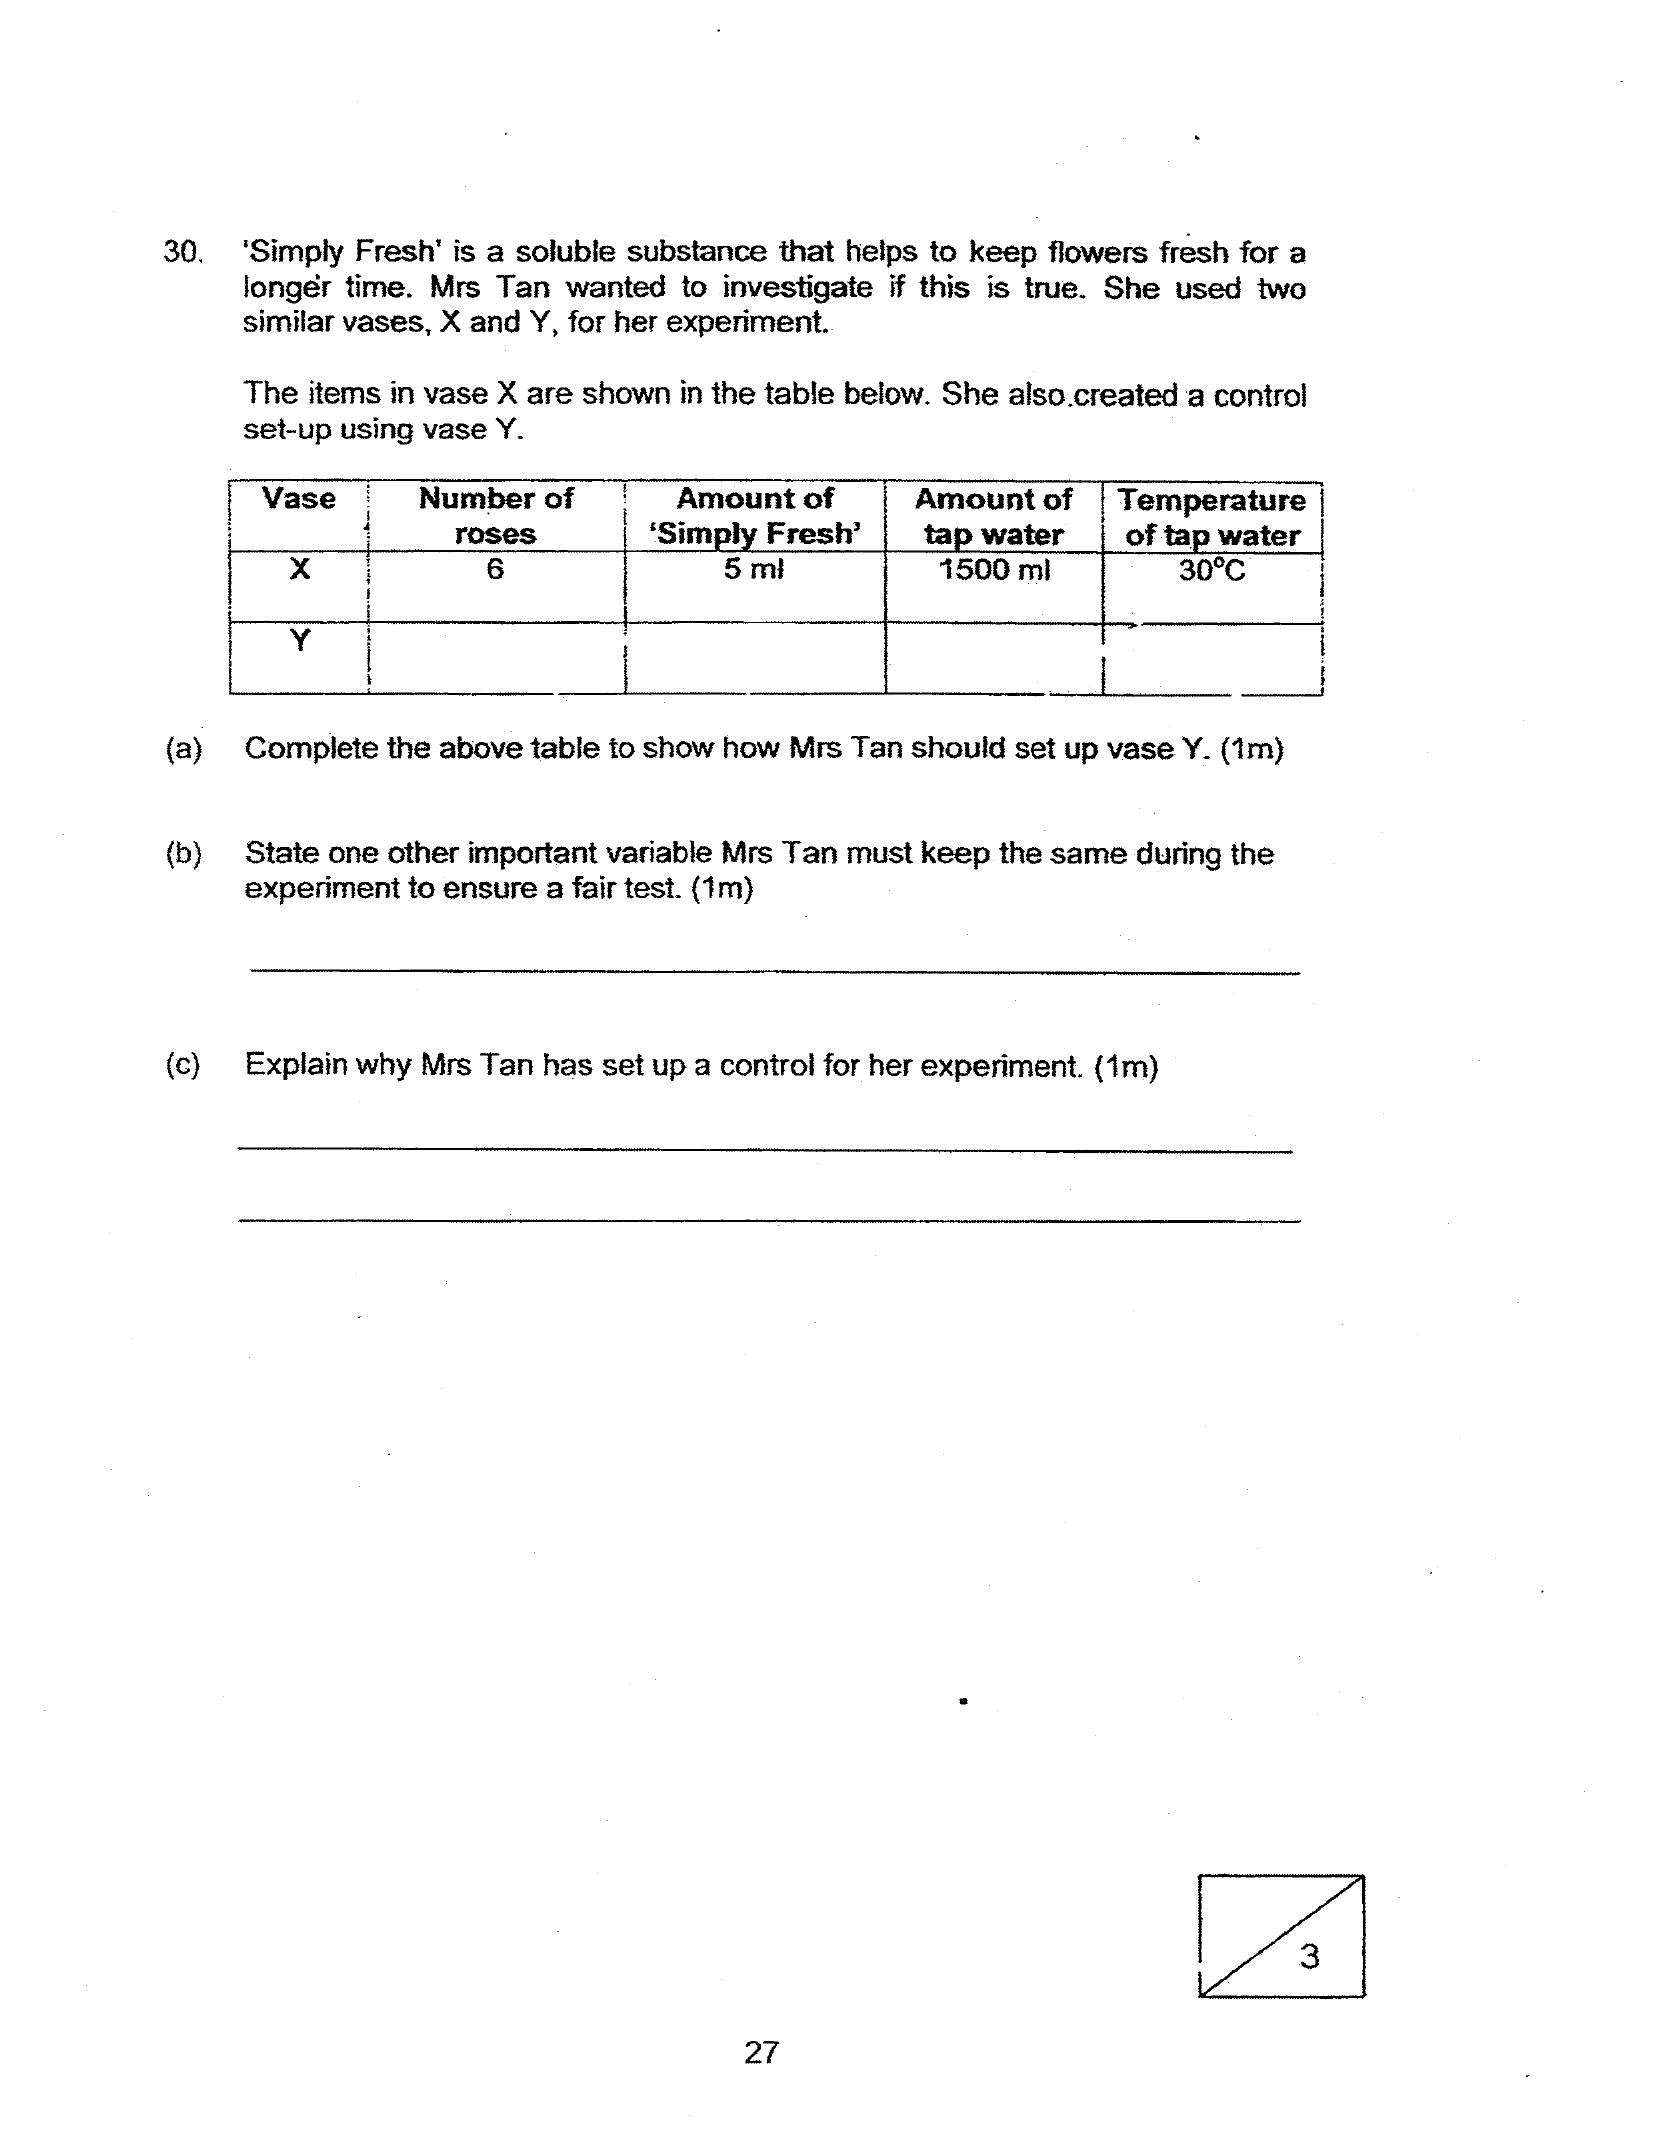 30. 'Simply Fresh' is a soluble substance that helps to keep flowers fresh for a
longer time. Mrs Tan wanted to investigate if this is true. She used two
similar vases, X and Y, for her experiment.
The items in vase X are shown in the table below. She also created a control
set-up using vase Y.
Vase Number of roses Amount of 'Simply Fresh' Amount of tap water Temperature of tap water
X 6 5 ml 1500 ml 30°C
Y
(a) Complete the above table to show how Mrs Tan should set up vase Y. (1m)
(b) State one other important variable Mrs Tan must keep the same during the
experiment to ensure a fair test. (1m)
(c) Explain why Mrs Tan has set up a control for her experiment. (1m)
3
27